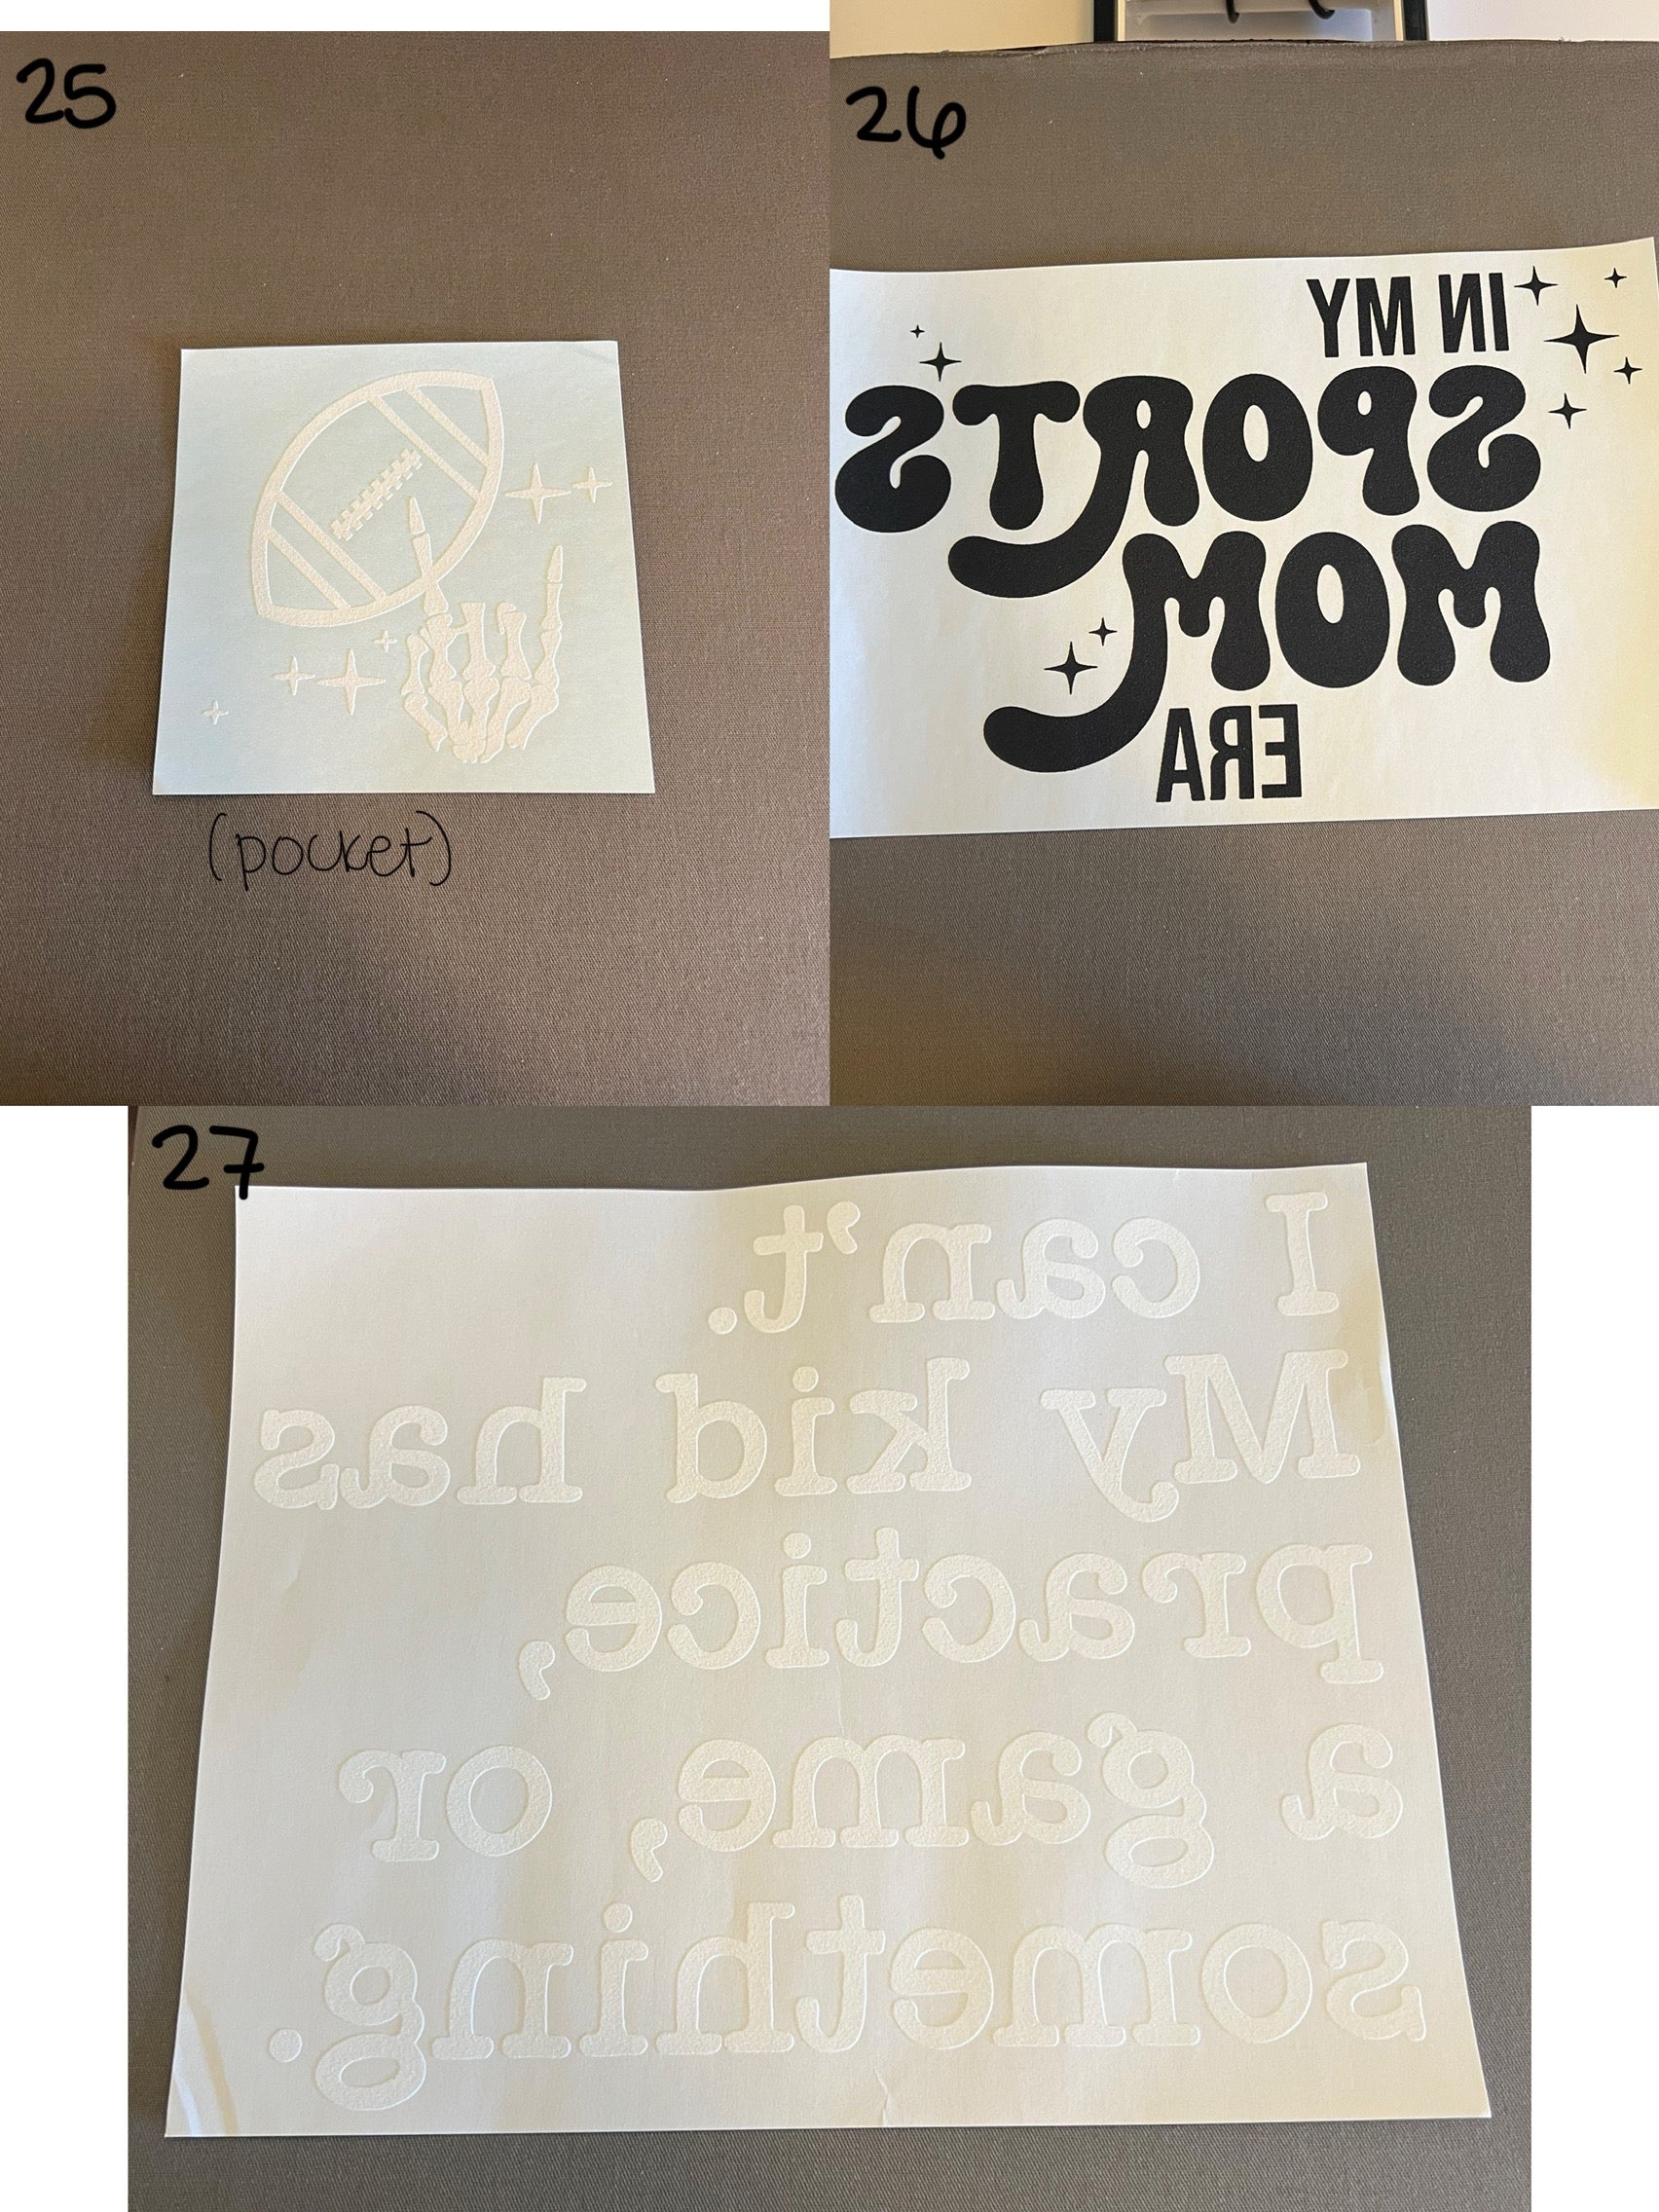 25
(pocket)
26
IN MY
SPORTS
MOM
ERA
27
I can't.
My kid has
practice,
a game, or
something.